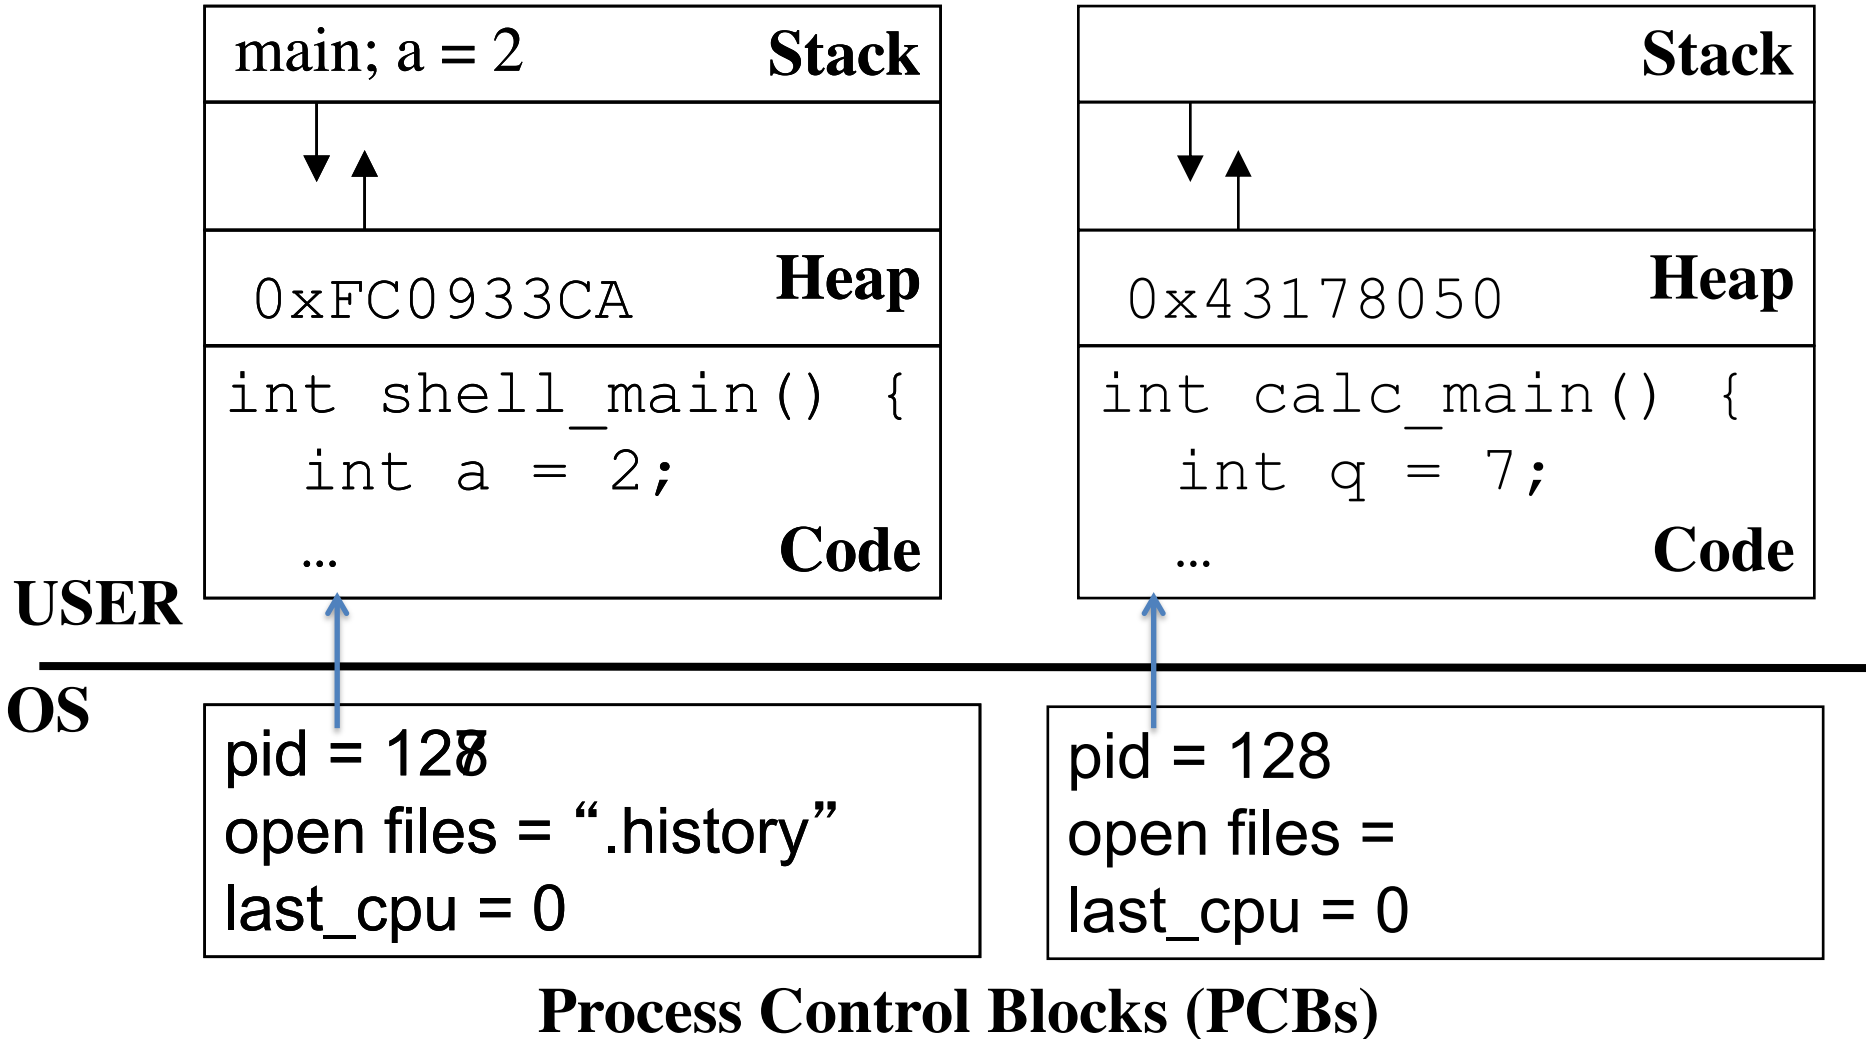 main; a = 2 Stack
0xFC0933CA Heap
int shell_main() {
int a = 2;
…
Code
Stack
0x43178050 Heap
int calc_main() {
int q = 7;
…
Code
USER
OS
pid =
open files = “.history”
last_cpu = 0
pid = 128
open files =
last_cpu = 0
Process Control Blocks (PCBs)